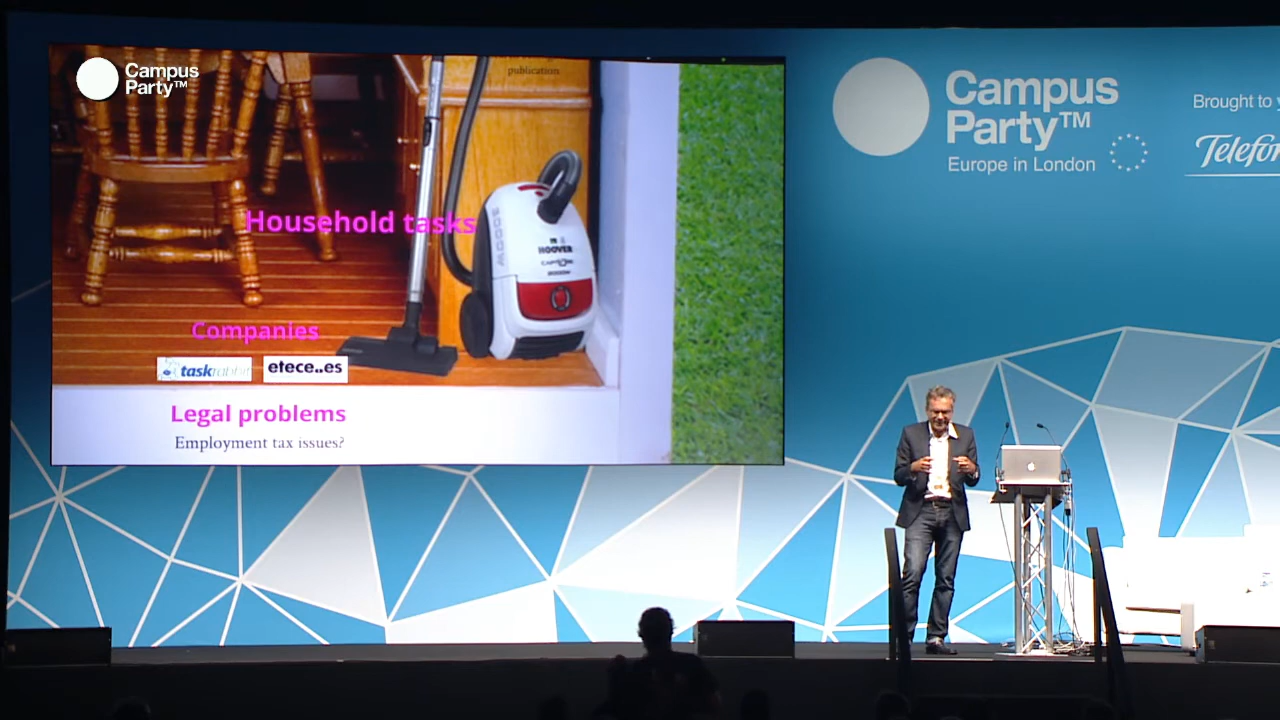 Campus
Party™
publication
Household tasks
HOOVER
Companies
taskrabbit
etece..es
Legal problems
Employment tax issues?
Campus
Party™
Europe in London
Brought to y
Telefón